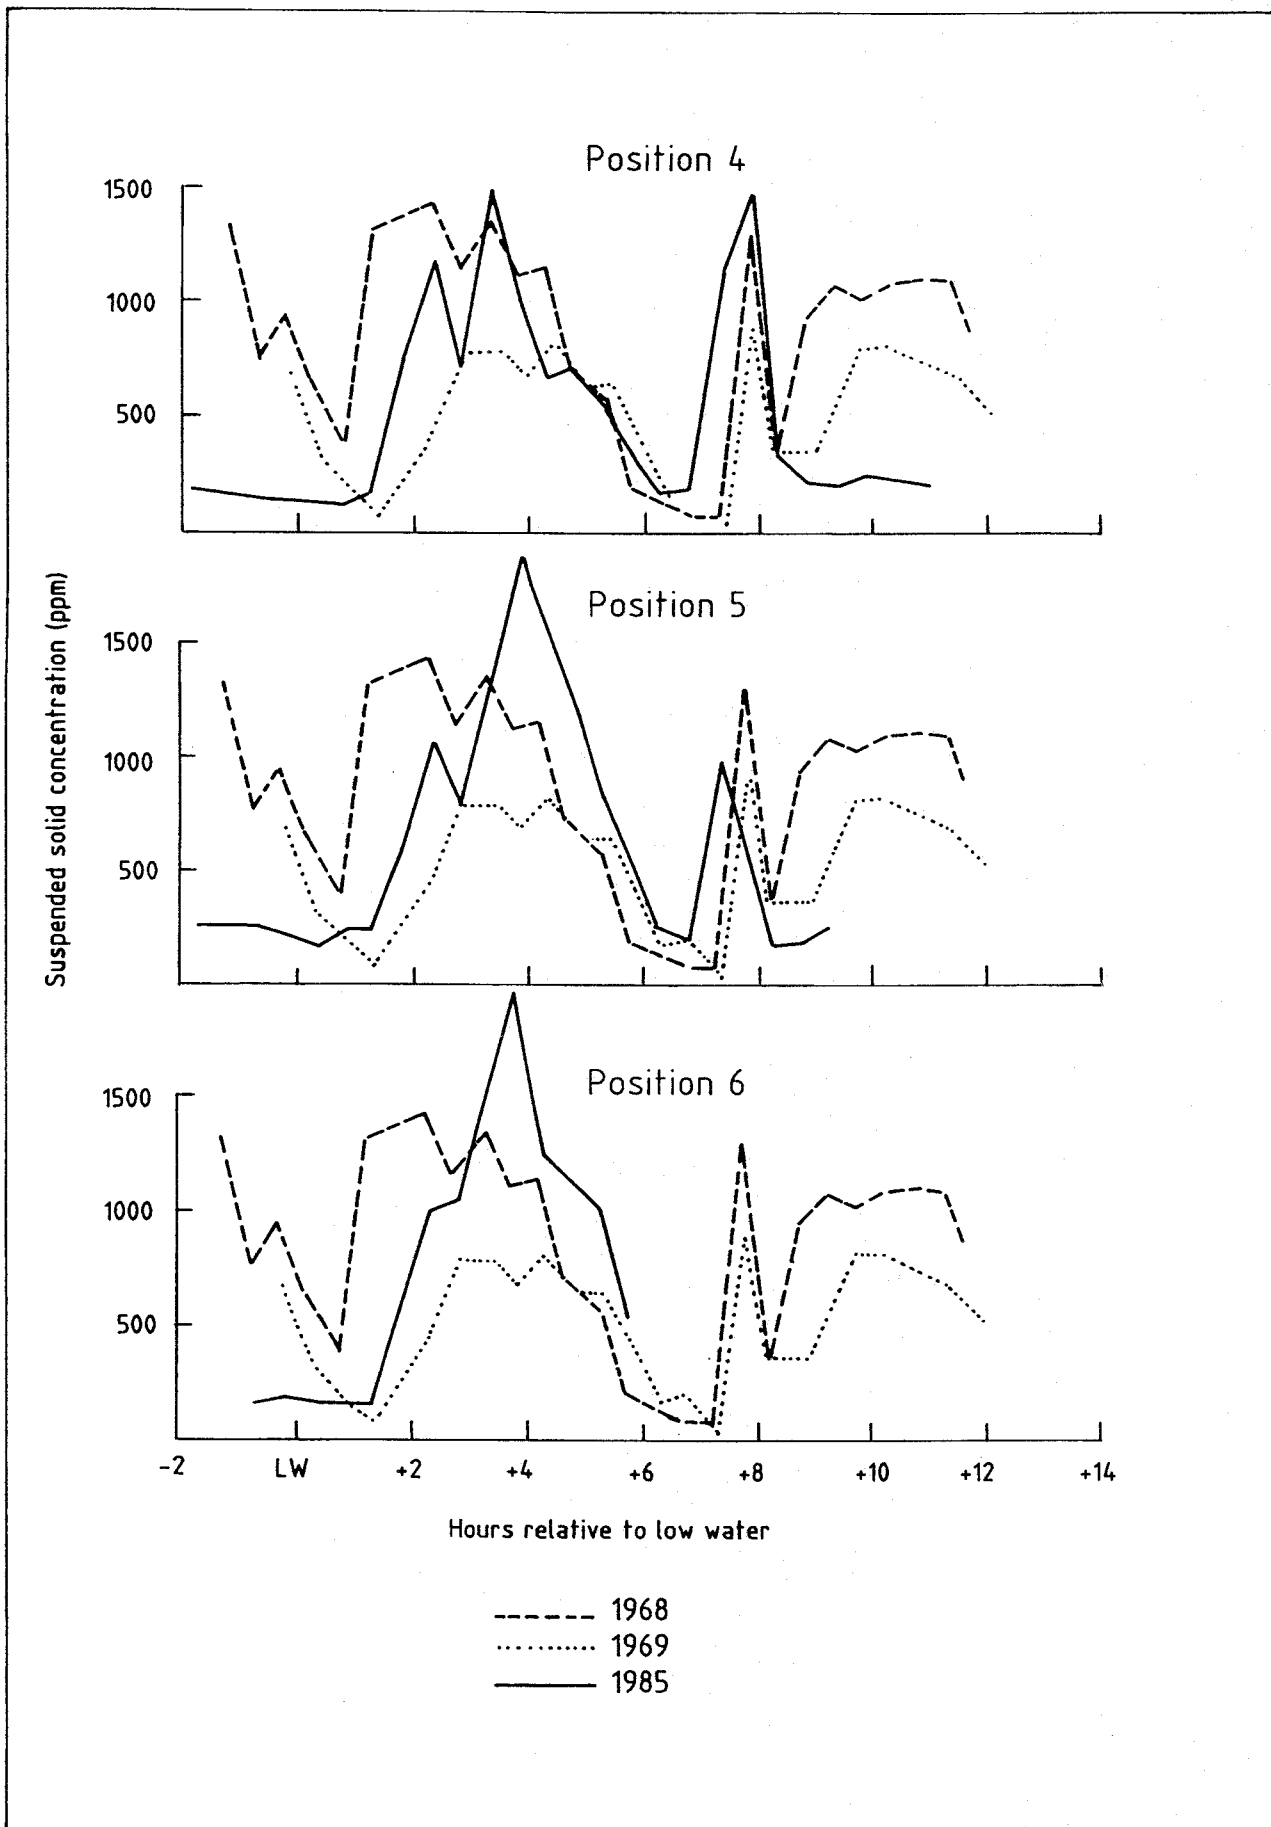 Position 4
1500
1000
500
Suspended solid concentration (ppm)
Position 5
1500
1000
500
Position 6
1500
1000
500
-2 LW +2 +4 +6 +8 +10 +12 +14
Hours relative to low water
1968
1969
1985